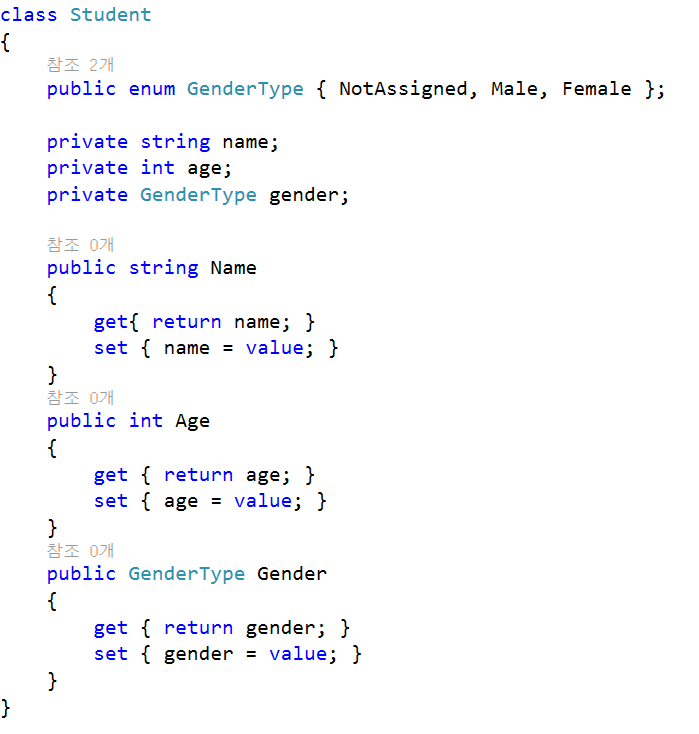 class Student
{
참조 2개
public enum GenderType { NotAssigned, Male, Female };
private string name;
private int age;
private GenderType gender;
참조 0개
public string Name
{
get{ return name; }
set { name = value; }
}
참조 0개
public int Age
{
get { return age; }
set { age = value; }
}
참조 0개
public GenderType Gender
{
get { return gender; }
set { gender = value; }
}
}